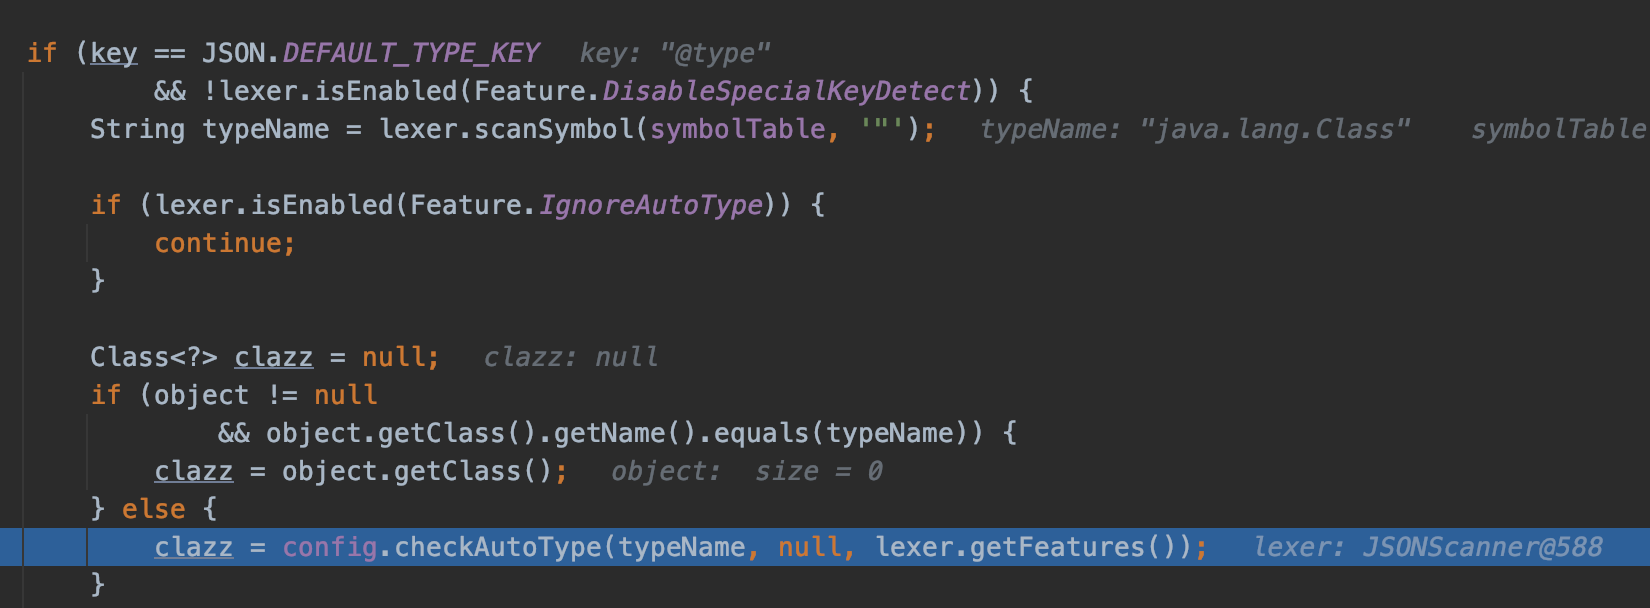 if (key == JSON.DEFAULT_TYPE_KEY key: "@type"
&& !lexer.isEnabled(Feature.DisableSpecialKeyDetect)) {
String typeName = lexer.scanSymbol(symbolTable, '"'); typeName: "java.lang.Class" symbolTable
if (lexer.isEnabled(Feature.IgnoreAutoType)) {
continue;
}
Class<?> clazz = null; clazz: null
if (object != null
&& object.getClass().getName().equals(typeName)) {
clazz = object.getClass(); object: size = 0
} else {
clazz = config.checkAutoType(typeName, null, lexer.getFeatures()); lexer: JSONScanner@588
}